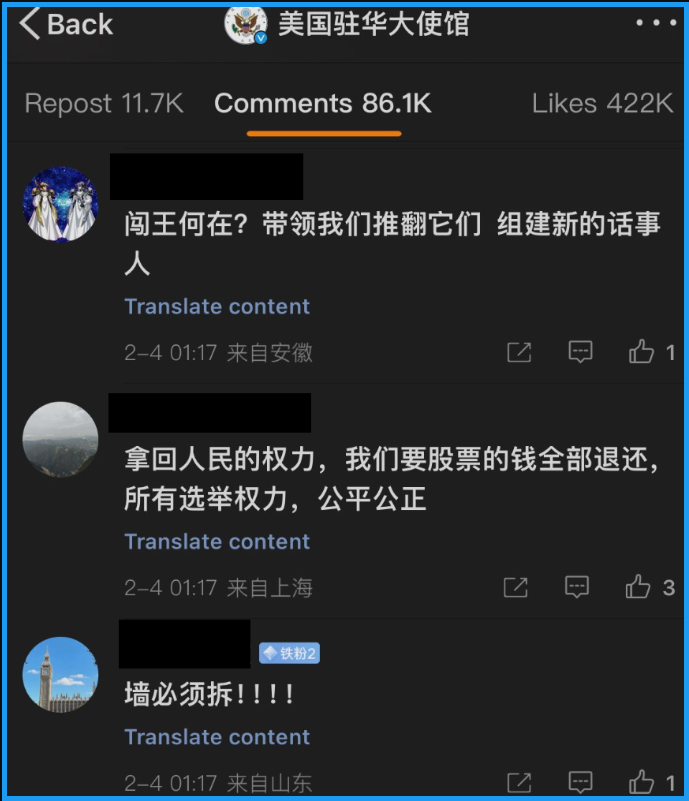 Back 美国驻华大使馆
Repost 11.7K Comments 86.1K Likes 422K
闯王何在？带领我们推翻它们 组建新的话事
人
Translate content
2-4 01:17 来自安徽 1
拿回人民的权力，我们要股票的钱全部退还，
所有选举权力，公平公正
Translate content
2-4 01:17 来自上海 3
铁粉2
墙必须拆！！！！
Translate content
2-4 01:17 来自山东 1